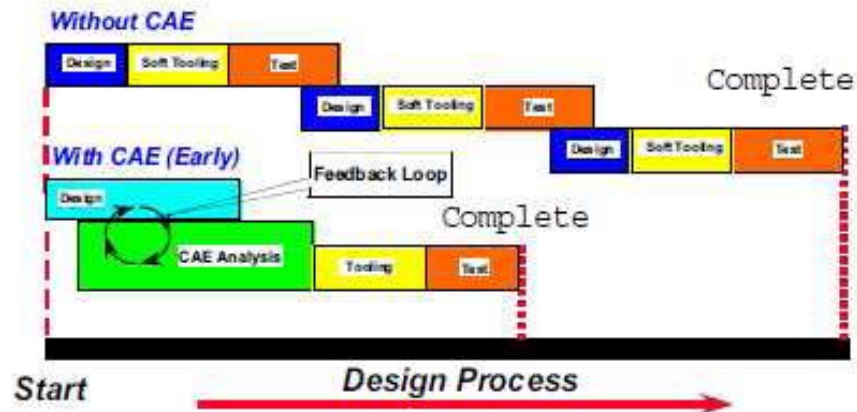 Without CAE
Design Soft Tooling Test
Complete
Design Soft Tooling Test
Design Soft Tooling Test
With CAE (Early)
Feedback Loop
Design
Complete
CAE Analysis Tooling Test
Start
Design Process